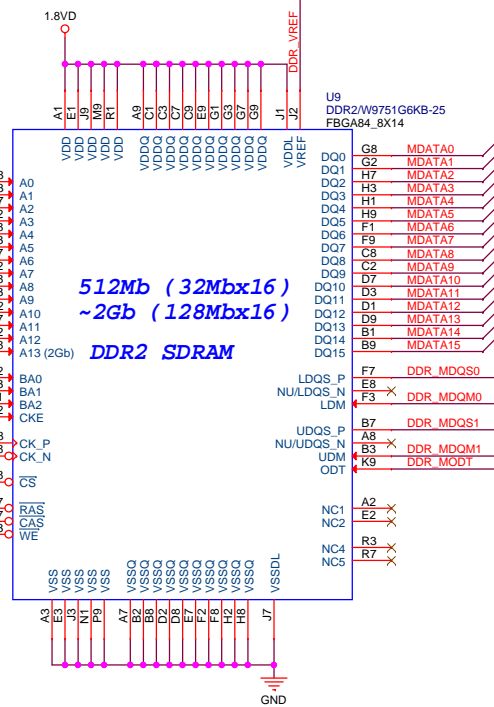 1.8VD
DDR_VREF
U9
DDR2/W9751G6KB-25
FBGA84_8X14
A1 E1 J9 M9 R1 A9 C1 C3 C7 C9 E9 G1 G3 G7 G9 J1 J2
VDD VDD VDD VDD VDD VDDQ VDDQ VDDQ VDDQ VDDQ VDDQ VDDQ VDDQ VDDQ VDDQ VDDL VREF
A0 DQ0 G8 MDATA0
A1 DQ1 G2 MDATA1
A2 DQ2 H7 MDATA2
A3 DQ3 H3 MDATA3
A4 DQ4 H1 MDATA4
A5 DQ5 H9 MDATA5
A6 DQ6 F1 MDATA6
A7 DQ7 F9 MDATA7
A8 DQ8 C8 MDATA8
A9 DQ9 C2 MDATA9
A10 DQ10 D7 MDATA10
A11 DQ11 D3 MDATA11
A12 DQ12 D1 MDATA12
A13 (2Gb) DQ13 D9 MDATA13
DQ14 B1 MDATA14
DQ15 B9 MDATA15
512Mb (32Mbx16)
~2Gb (128Mbx16)
DDR2 SDRAM
BA0 LDQS_P F7 DDR_MDQS0
BA1 NU/LDQS_N E8
BA2 LDM F3 DDR_MDQM0
CKE
UDQS_P B7 DDR_MDQS1
CK_P NU/UDQS_N A8
CK_N UDM B3 DDR_MDQM1
ODT K9 DDR_MODT
CS
RAS NC1 A2
CAS NC2 E2
WE
NC4 R3
NC5 R7
VSS VSS VSS VSS VSS VSSQ VSSQ VSSQ VSSQ VSSQ VSSQ VSSQ VSSQ VSSQ VSSQ VSSDL
A3 E3 J3 N1 P9 A7 B2 B8 D2 D8 E7 F2 F8 H2 H8 J7
GND